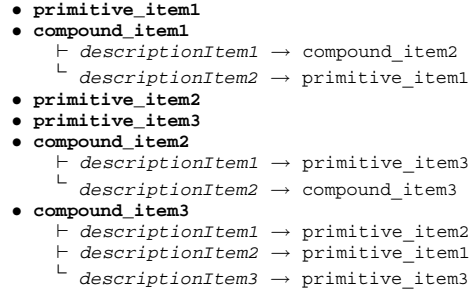 ● primitive_item1
● compound_item1
⊢ descriptionItem1 → compound_item2
└ descriptionItem2 → primitive_item1
● primitive_item2
● primitive_item3
● compound_item2
⊢ descriptionItem1 → primitive_item3
└ descriptionItem2 → compound_item3
● compound_item3
⊢ descriptionItem1 → primitive_item2
⊢ descriptionItem2 → primitive_item1
└ descriptionItem3 → primitive_item3